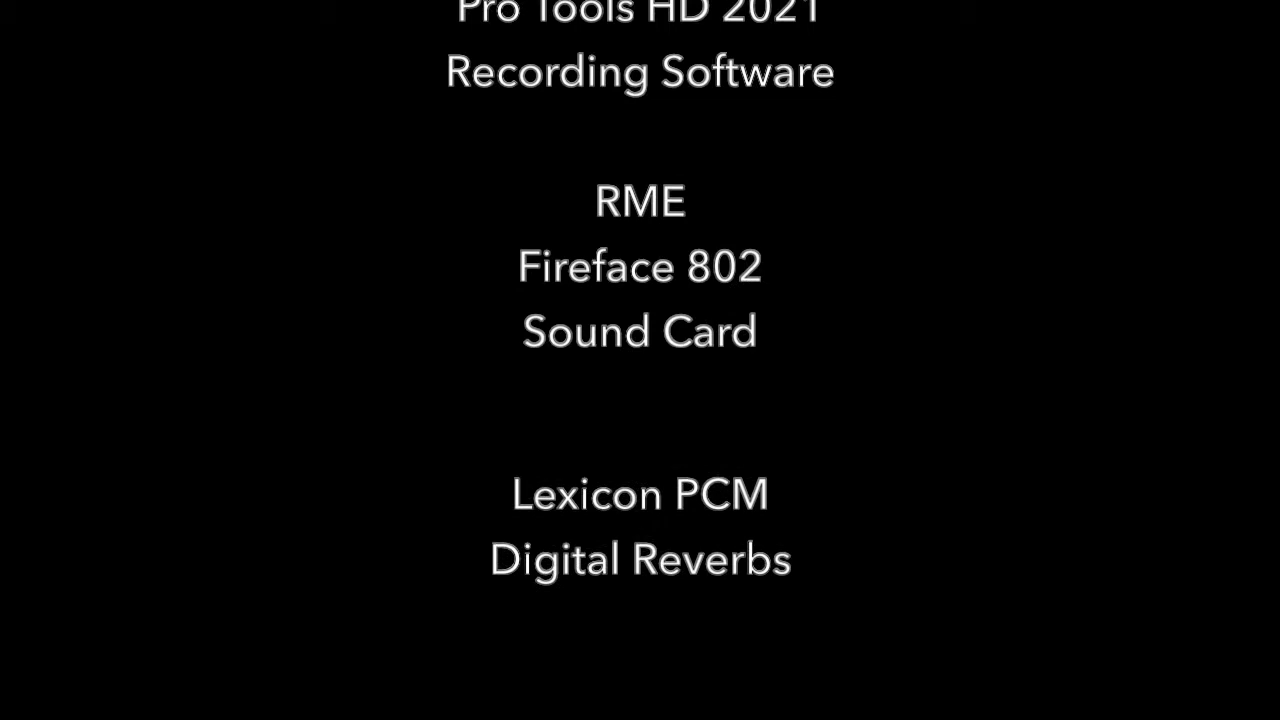 Pro Tools HD 2021
Recording Software
RME
Fireface 802
Sound Card
Lexicon PCM
Digital Reverbs